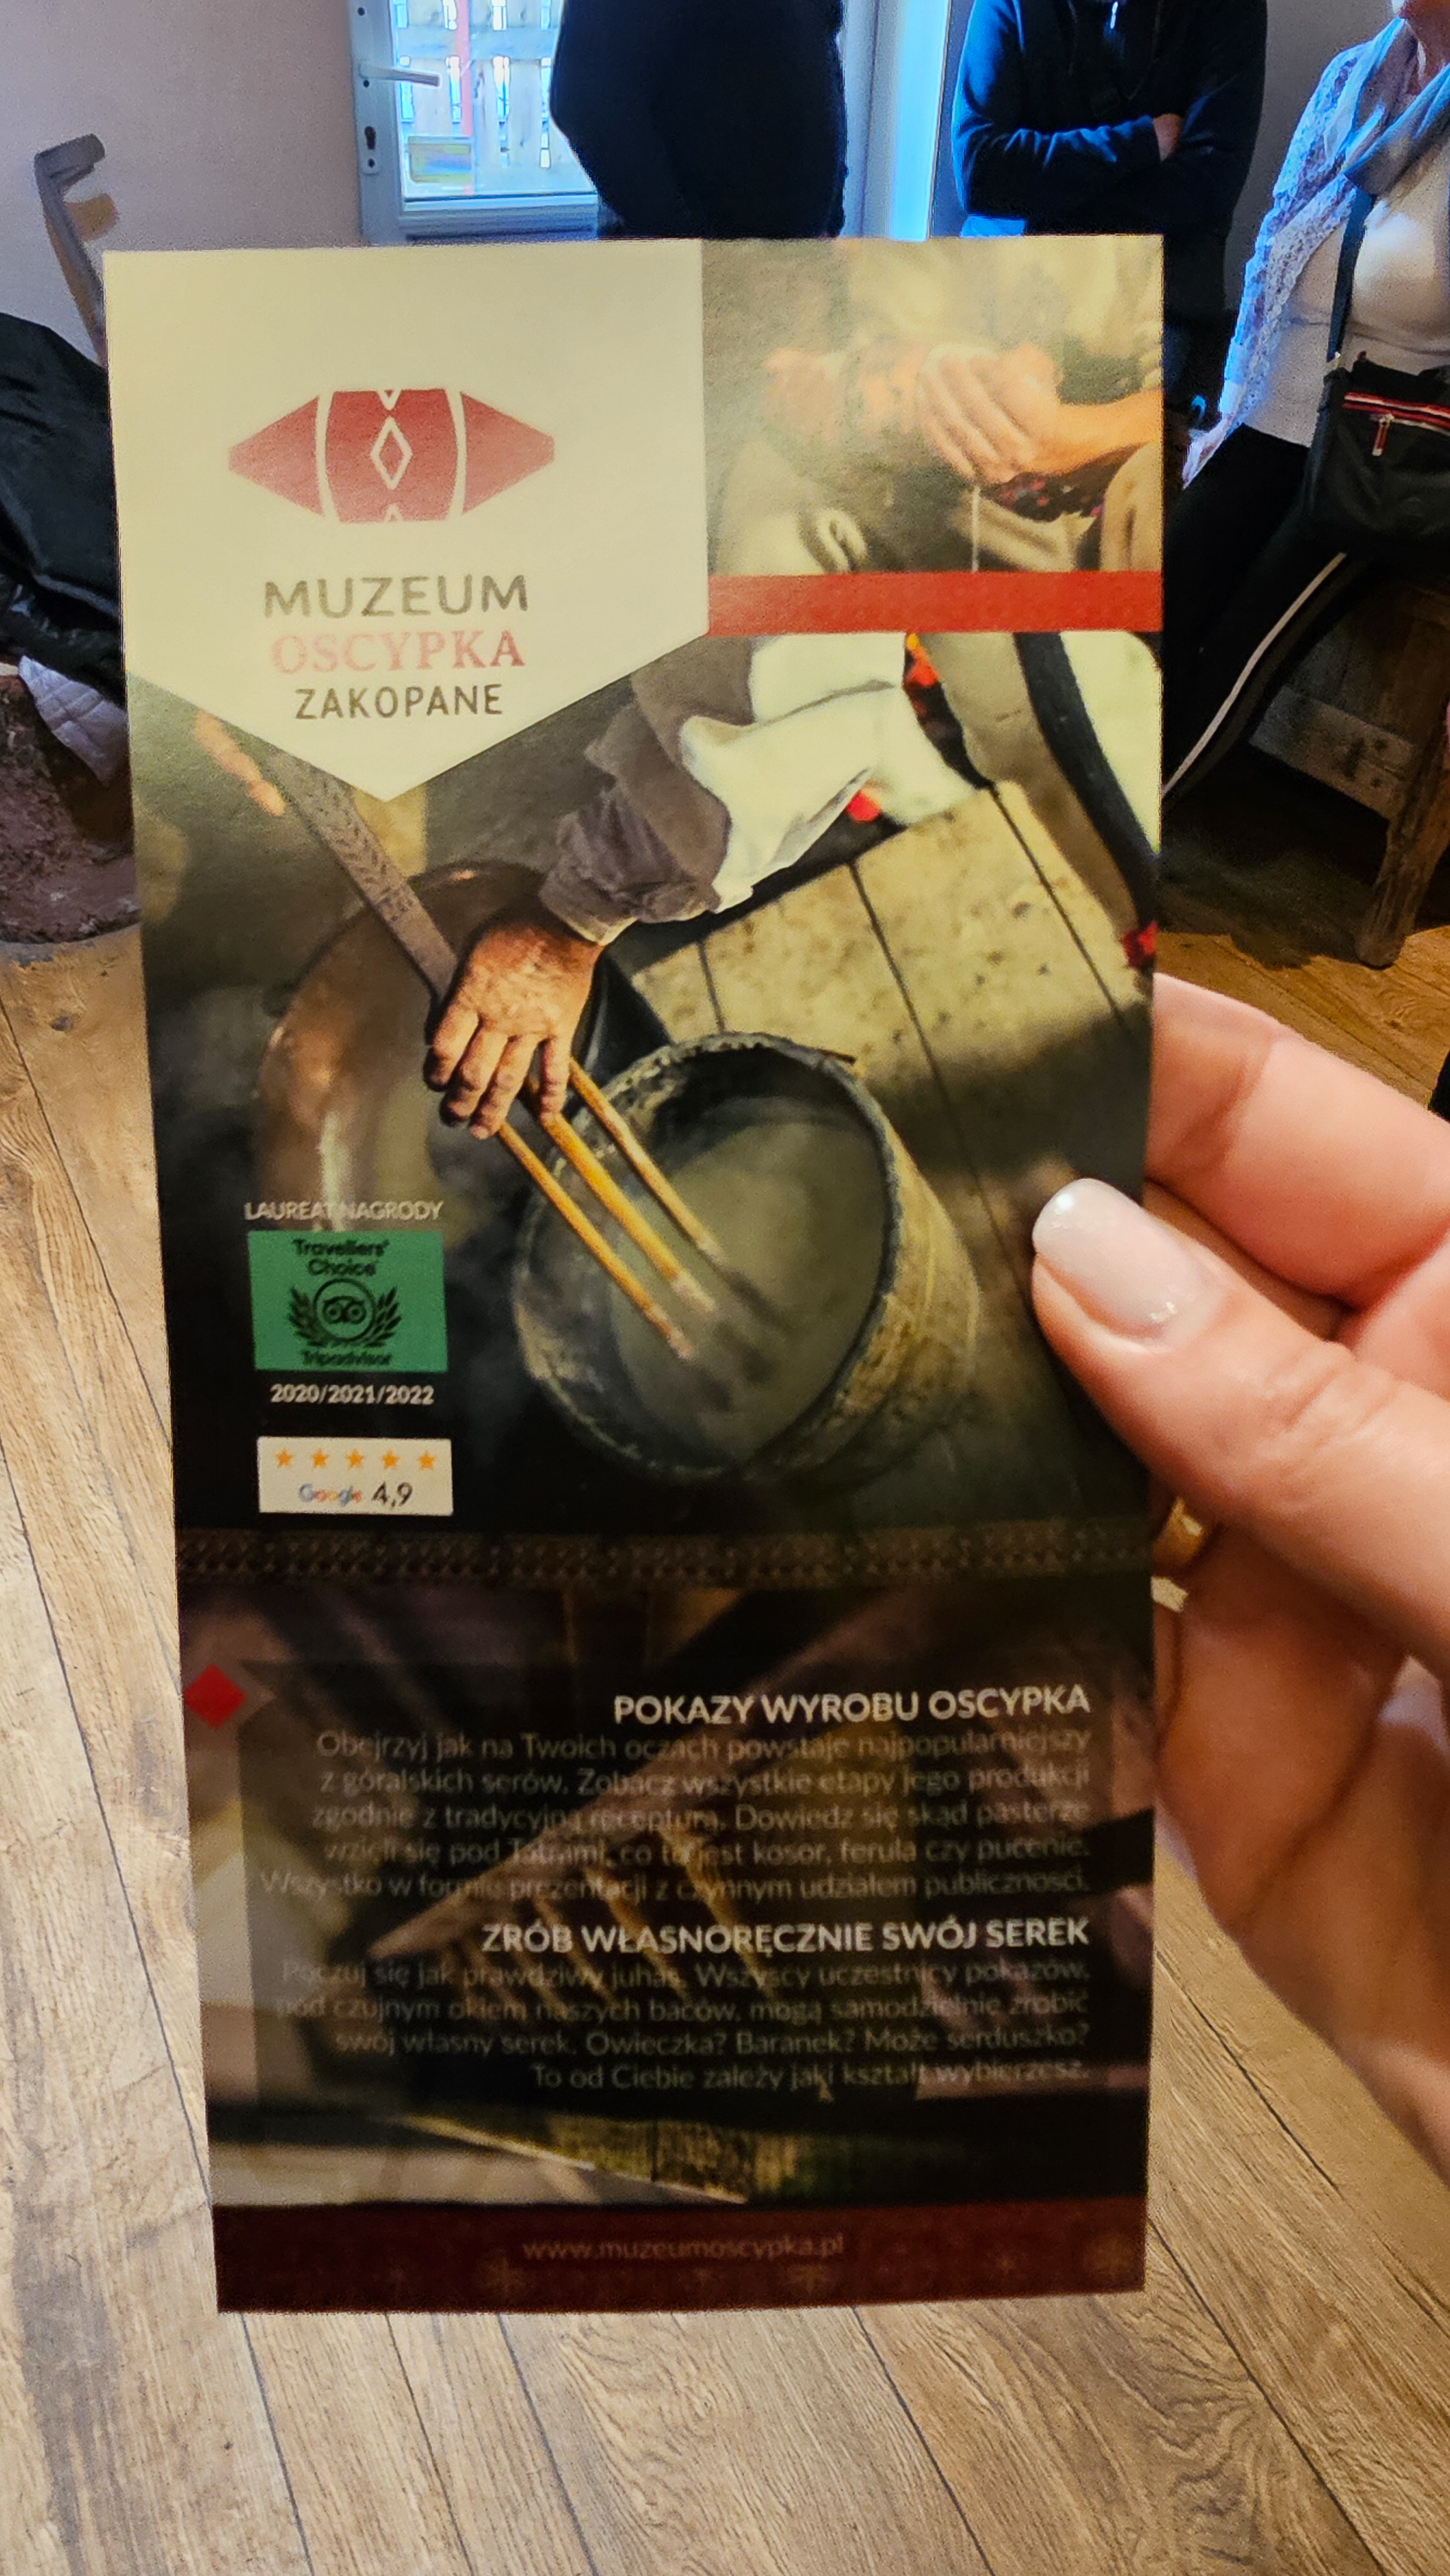 MUZEUM
OSCYPKA
ZAKOPANE
LAUREAT NAGRODY
Travellers'
Choice
Tripadvisor
2020/2021/2022
Google 4,9
POKAZY WYROBU OSCYPKA
Obejrzyj jak na Twoich oczach powstaje najpopularniejszy
z góralskich serów. Zobacz wszystkie etapy jego produkcji
zgodnie z tradycyjną recepturą. Dowiedz się skąd pasterze
wzięli się pod Tatrami, co to jest kosor, ferula czy pucenie.
Wszystko w formie prezentacji z czynnym udziałem publiczności.
ZRÓB WŁASNORĘCZNIE SWÓJ SEREK
Poczuj się jak prawdziwy juhas. Wszyscy uczestnicy pokazów,
pod czujnym okiem naszych baców, mogą samodzielnie zrobić
swój własny serek. Owieczka? Baranek? Może serduszko?
To od Ciebie zależy jaki kształt wybierzesz.
www.muzeumoscypka.pl